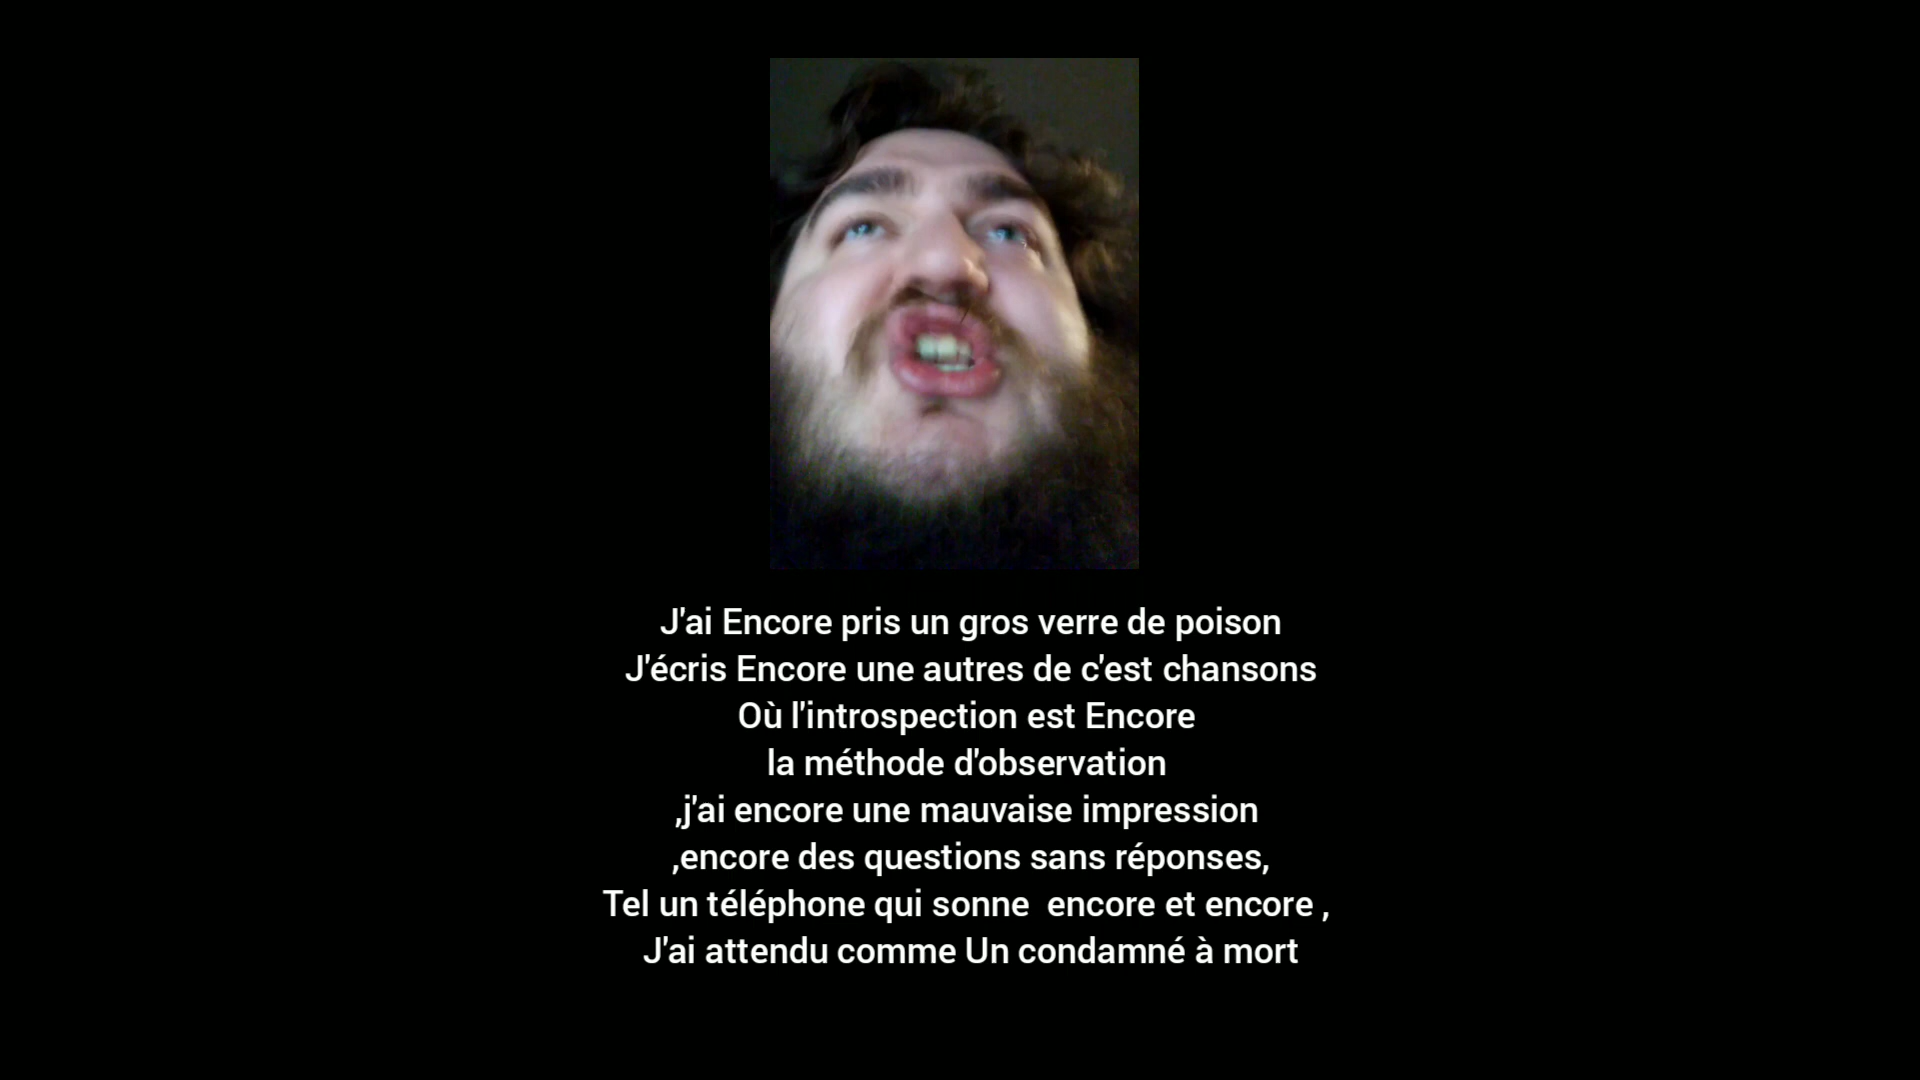 J'ai Encore pris un gros verre de poison
J'écris Encore une autres de c'est chansons
Où l'introspection est Encore
la méthode d'observation
,j'ai encore une mauvaise impression
,encore des questions sans réponses,
Tel un téléphone qui sonne  encore et encore ,
J'ai attendu comme Un condamné à mort